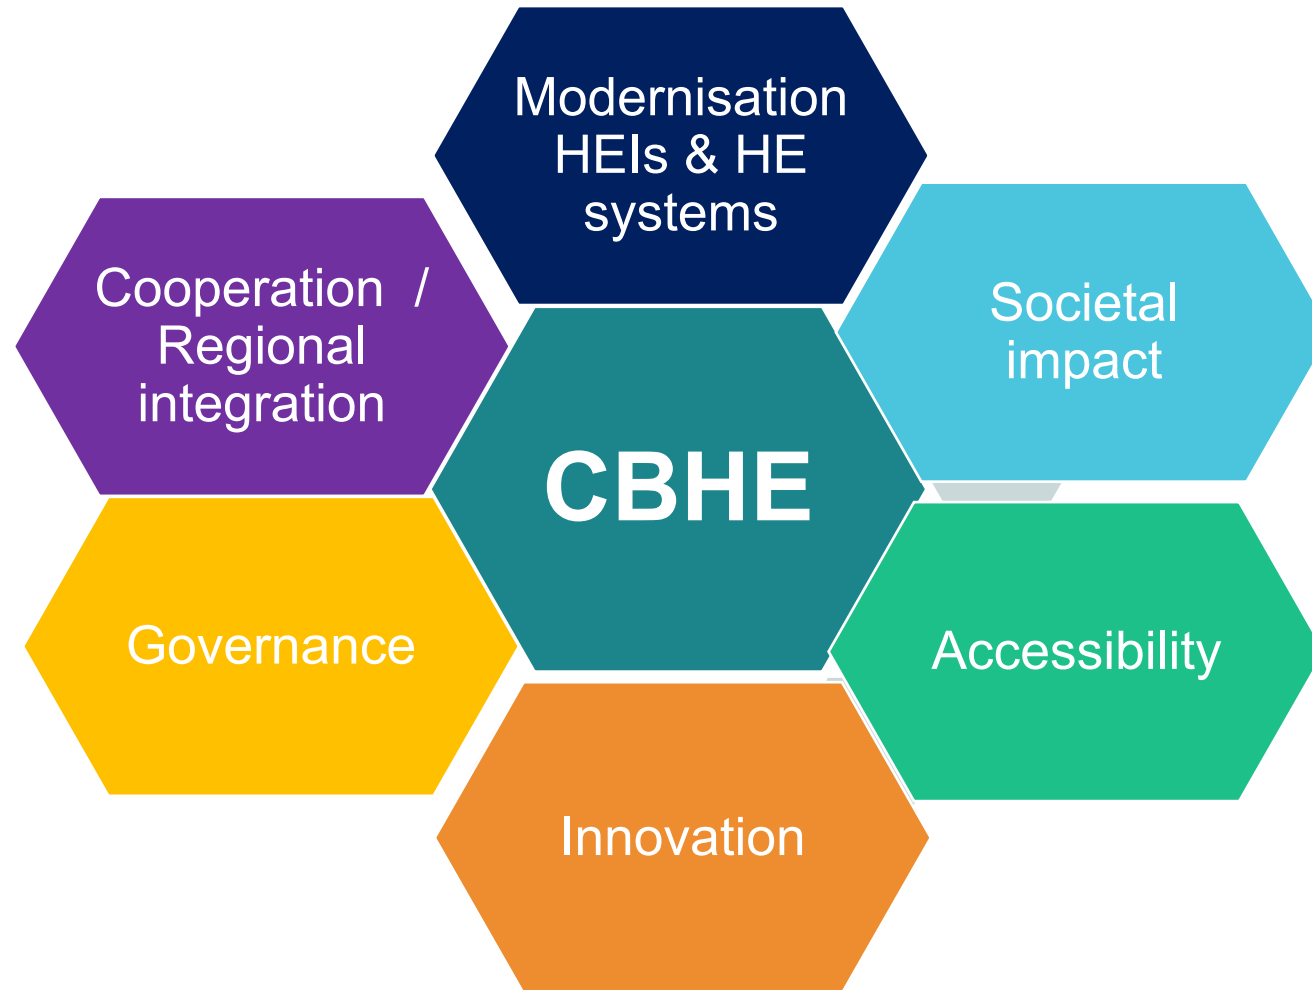 Modernisation
HEIs & HE
systems
Cooperation /
Regional
integration
Societal
impact
CBHE
Governance
Accessibility
Innovation